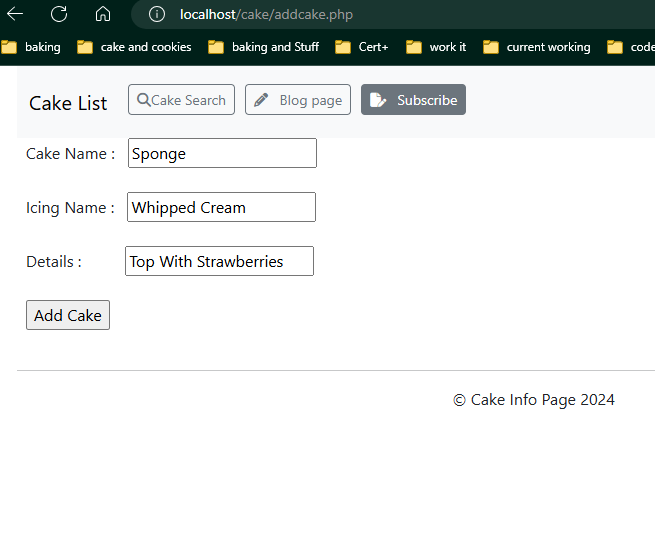 localhost/cake/addcake.php
baking cake and cookies baking and Stuff Cert+ work it current working code
Cake List Cake Search Blog page Subscribe
Cake Name : Sponge
Icing Name : Whipped Cream
Details : Top With Strawberries
Add Cake
© Cake Info Page 2024